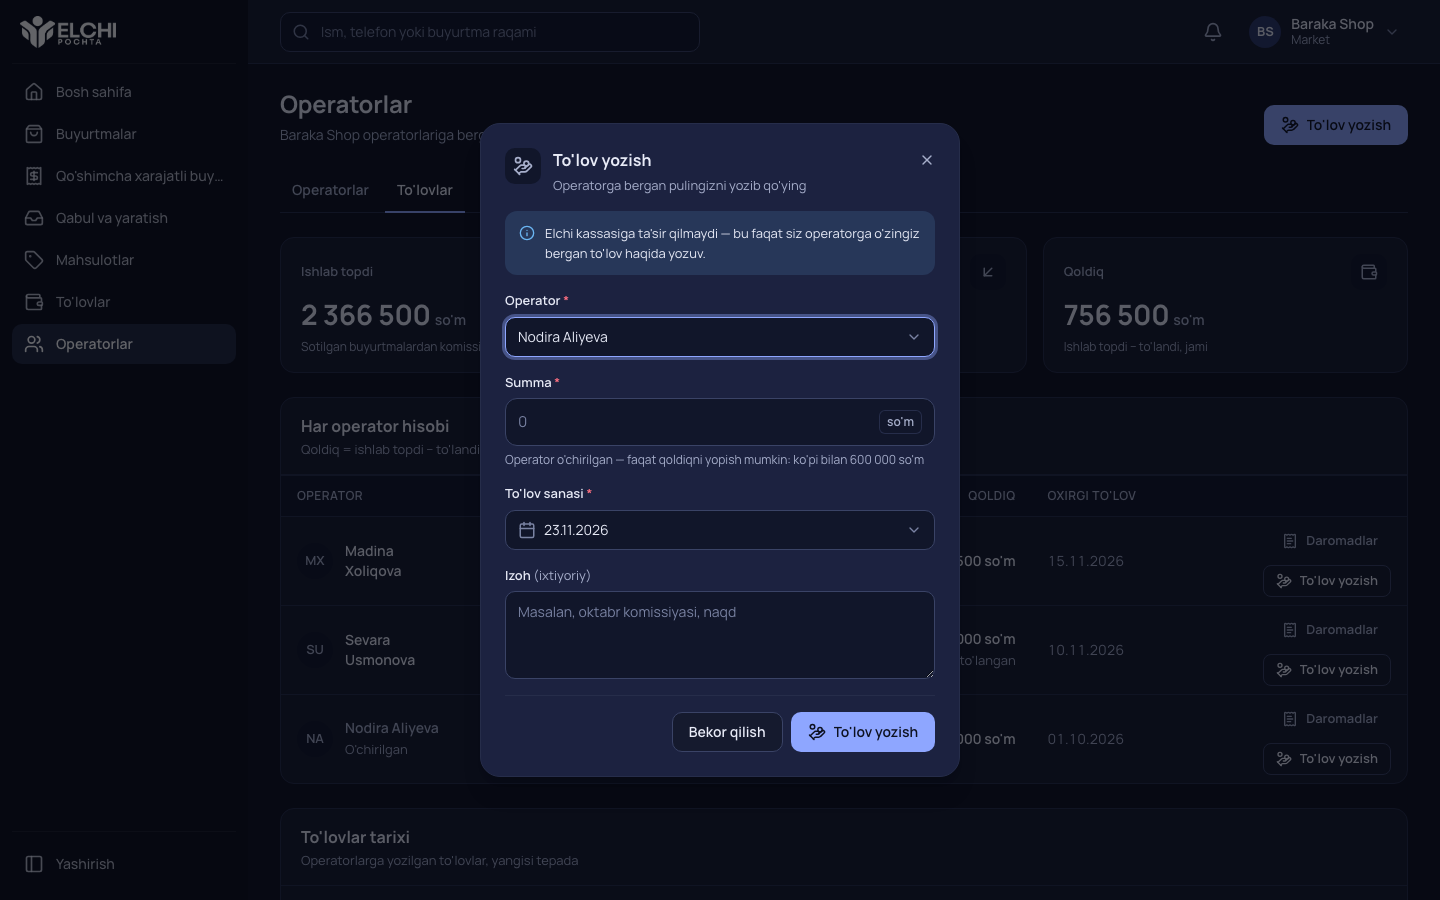 ELCHI
POCHTA
Ism, telefon yoki buyurtma raqami
BS
Baraka Shop
Market
Bosh sahifa
Buyurtmalar
Qo'shimcha xarajatli buy...
Qabul va yaratish
Mahsulotlar
To'lovlar
Operatorlar
Yashirish
Operatorlar
Baraka Shop operatorlariga
To'lov yozish
Operatorlar
To'lovlar
Ishlab topdi
2 366 500 so'm
Sotilgan buyurtmalardan
Qoldiq
756 500 so'm
Ishlab topdi – to'landi, jami
Har operator hisobi
Qoldiq = ishlab topdi – to'landi
OPERATOR
QOLDIQ
OXIRGI TO'LOV
MX
Madina
Xoliqova
500 so'm
15.11.2026
Daromadlar
To'lov yozish
SU
Sevara
Usmonova
000 so'm
to'langan
10.11.2026
Daromadlar
To'lov yozish
NA
Nodira Aliyeva
O'chirilgan
000 so'm
01.10.2026
Daromadlar
To'lov yozish
To'lovlar tarixi
Operatorlarga yozilgan to'lovlar, yangisi tepada
To'lov yozish
Operatorga bergan pulingizni yozib qo'ying
Elchi kassasiga ta'sir qilmaydi — bu faqat siz operatorga o'zingiz
bergan to'lov haqida yozuv.
Operator *
Nodira Aliyeva
Summa *
0
so'm
Operator o'chirilgan — faqat qoldiqni yopish mumkin: ko'pi bilan 600 000 so'm
To'lov sanasi *
23.11.2026
Izoh (ixtiyoriy)
Masalan, oktabr komissiyasi, naqd
Bekor qilish
To'lov yozish